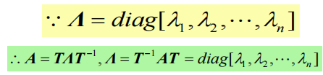 ∵ Λ = diag[λ₁, λ₂, ⋯, λₙ]
∴ A = TΛT⁻¹, Λ = T⁻¹AT = diag[λ₁, λ₂, ⋯, λₙ]